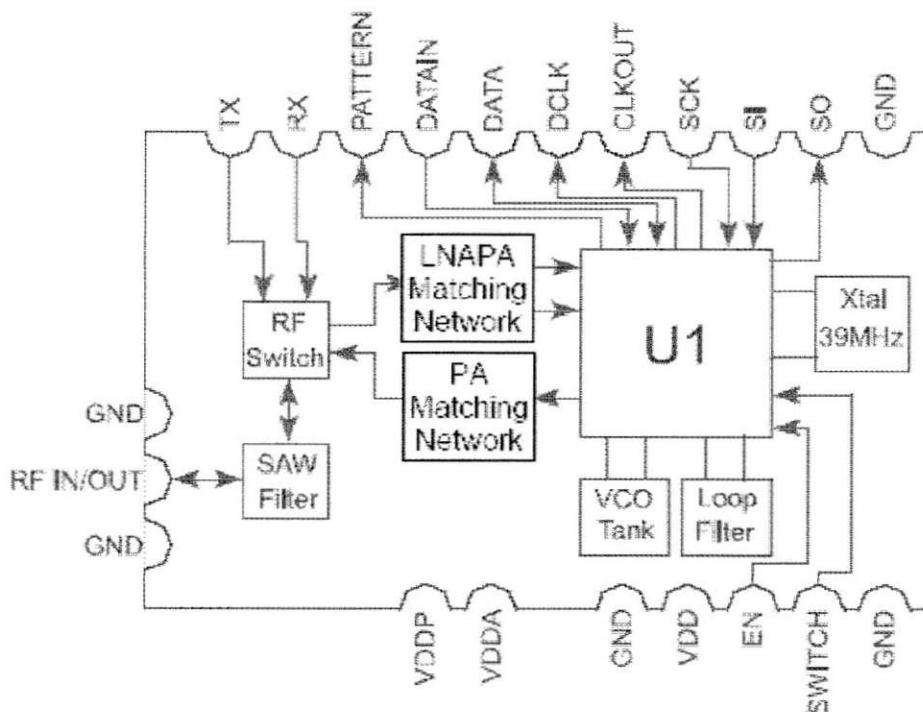 TX
RX
PATTERN
DATAIN
DATA
DCLK
CLKOUT
SCK
SI
SO
GND
LNAPA
Matching
Network
RF
Switch
PA
Matching
Network
U1
Xtal
39MHz
GND
RF IN/OUT
SAW
Filter
GND
VCO
Tank
Loop
Filter
VDDP
VDDA
GND
VDD
EN
SWITCH
GND